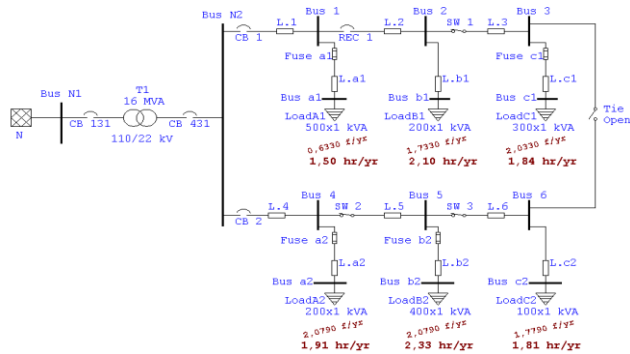 Bus N2
CB 1
L.1
Bus 1
REC 1
L.2
Bus 2
SW 1
L.3
Bus 3
Fuse a1
Fuse c1
L.a1
L.b1
L.c1
Bus N1
T1
16 MVA
Bus a1
Bus b1
Bus c1
Tie
Open
N
CB 131
110/22 kV
CB 431
LoadA1
LoadB1
LoadC1
500x1 kVA
200x1 kVA
300x1 kVA
0,6330 f/yr
1,7330 f/yr
2,0330 f/yr
1,50 hr/yr
2,10 hr/yr
1,84 hr/yr
CB 2
L.4
Bus 4
SW 2
L.5
Bus 5
SW 3
L.6
Bus 6
Fuse a2
Fuse b2
L.a2
L.b2
L.c2
Bus a2
Bus b2
Bus c2
LoadA2
LoadB2
LoadC2
200x1 kVA
400x1 kVA
100x1 kVA
2,0790 f/yr
2,0790 f/yr
1,7790 f/yr
1,91 hr/yr
2,33 hr/yr
1,81 hr/yr